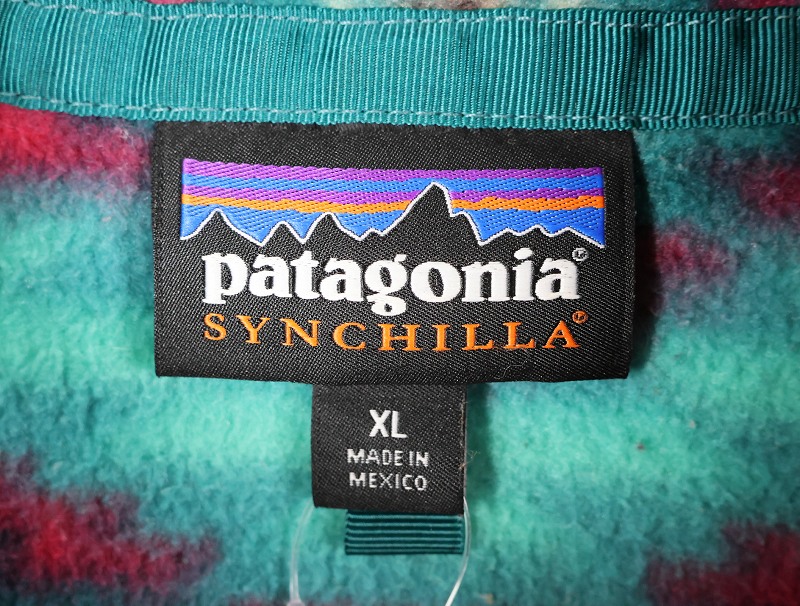 patagonia®
SYNCHILLA®
XL
MADE IN
MEXICO